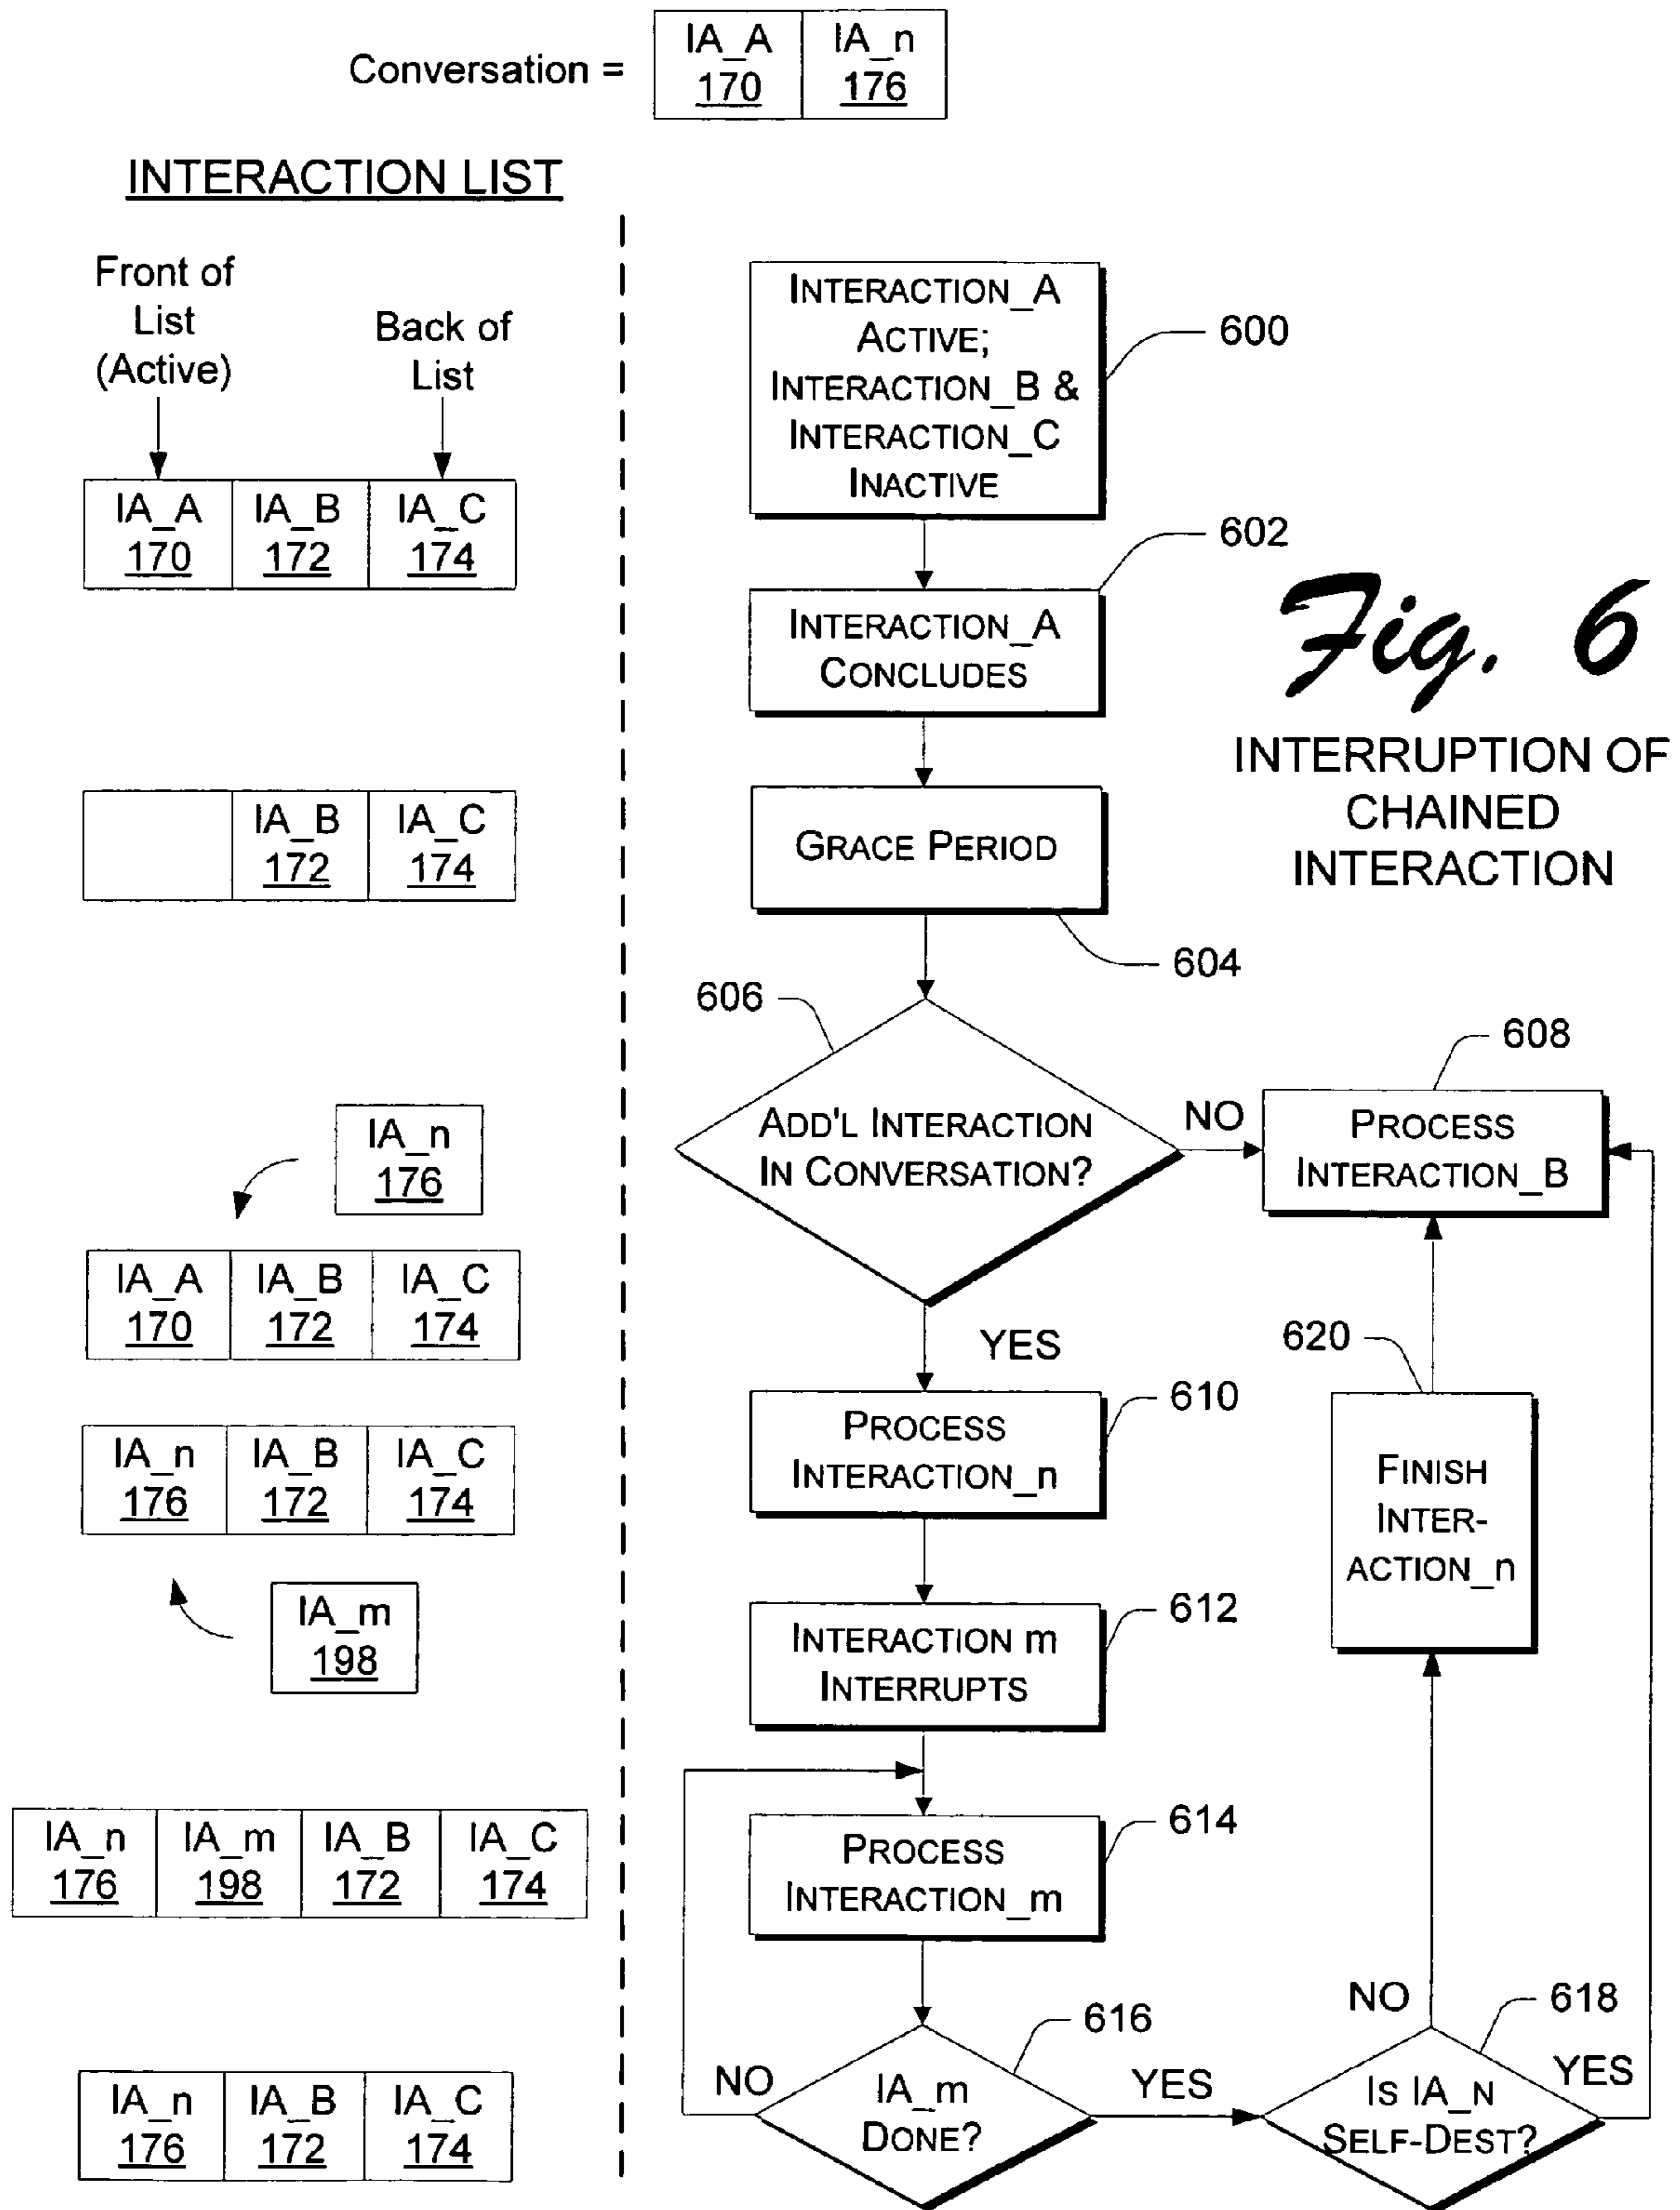 Conversation =
IA_A IA_n
170 176
INTERACTION LIST
Front of
List
(Active)
Back of
List
IA_A IA_B IA_C
170 172 174
IA_B IA_C
172 174
IA_n
176
IA_A IA_B IA_C
170 172 174
IA_n IA_B IA_C
176 172 174
IA_m
198
IA_n IA_m IA_B IA_C
176 198 172 174
IA_n IA_B IA_C
176 172 174
INTERACTION_A
ACTIVE;
INTERACTION_B &
INTERACTION_C
INACTIVE
600
602
INTERACTION_A
CONCLUDES
Fig. 6
INTERRUPTION OF
CHAINED
INTERACTION
GRACE PERIOD
604
606
ADD'L INTERACTION
IN CONVERSATION?
NO
608
PROCESS
INTERACTION_B
YES
610
PROCESS
INTERACTION_n
620
FINISH
INTER-
ACTION_n
612
INTERACTION m
INTERRUPTS
614
PROCESS
INTERACTION_m
616
IA_m
DONE?
NO
YES
618
IS IA_N
SELF-DEST?
NO
YES